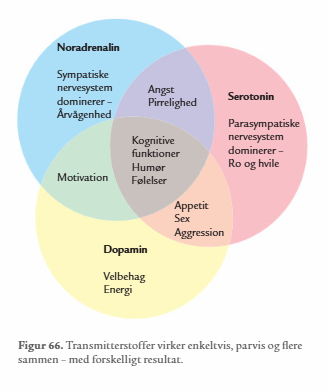 Noradrenalin
Sympatiske
nervesystem
dominerer –
Årvågenhed
Angst
Pirrelighed
Serotonin
Parasympatiske
nervesystem
dominerer –
Ro og hvile
Kognitive
funktioner
Humør
Følelser
Motivation
Appetit
Sex
Aggression
Dopamin
Velbehag
Energi
Figur 66. Transmitterstoffer virker enkeltvis, parvis og flere
sammen – med forskelligt resultat.